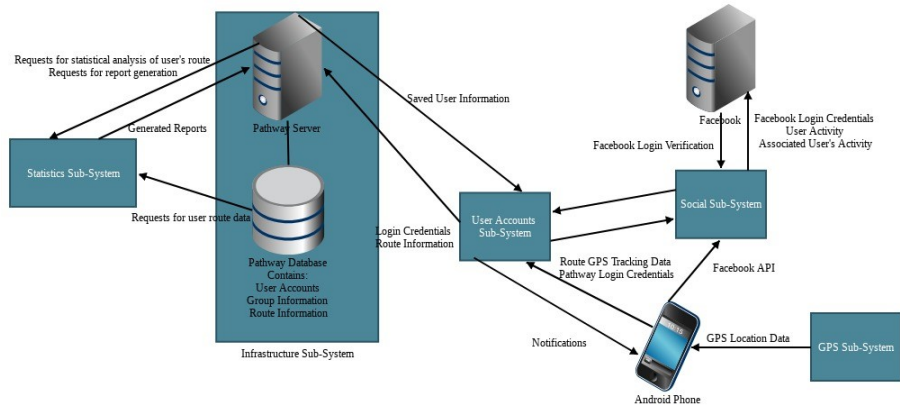 Requests for statistical analysis of user's route
Requests for report generation
Generated Reports
Statistics Sub-System
Requests for user route data
Pathway Server
Pathway Database
Contains:
User Accounts
Group Information
Route Information
Infrastructure Sub-System
Saved User Information
Login Credentials
Route Information
User Accounts
Sub-System
Notifications
Route GPS Tracking Data
Pathway Login Credentials
Facebook
Facebook Login Verification
Facebook Login Credentials
User Activity
Associated User's Activity
Social Sub-System
Facebook API
GPS Location Data
GPS Sub-System
Android Phone